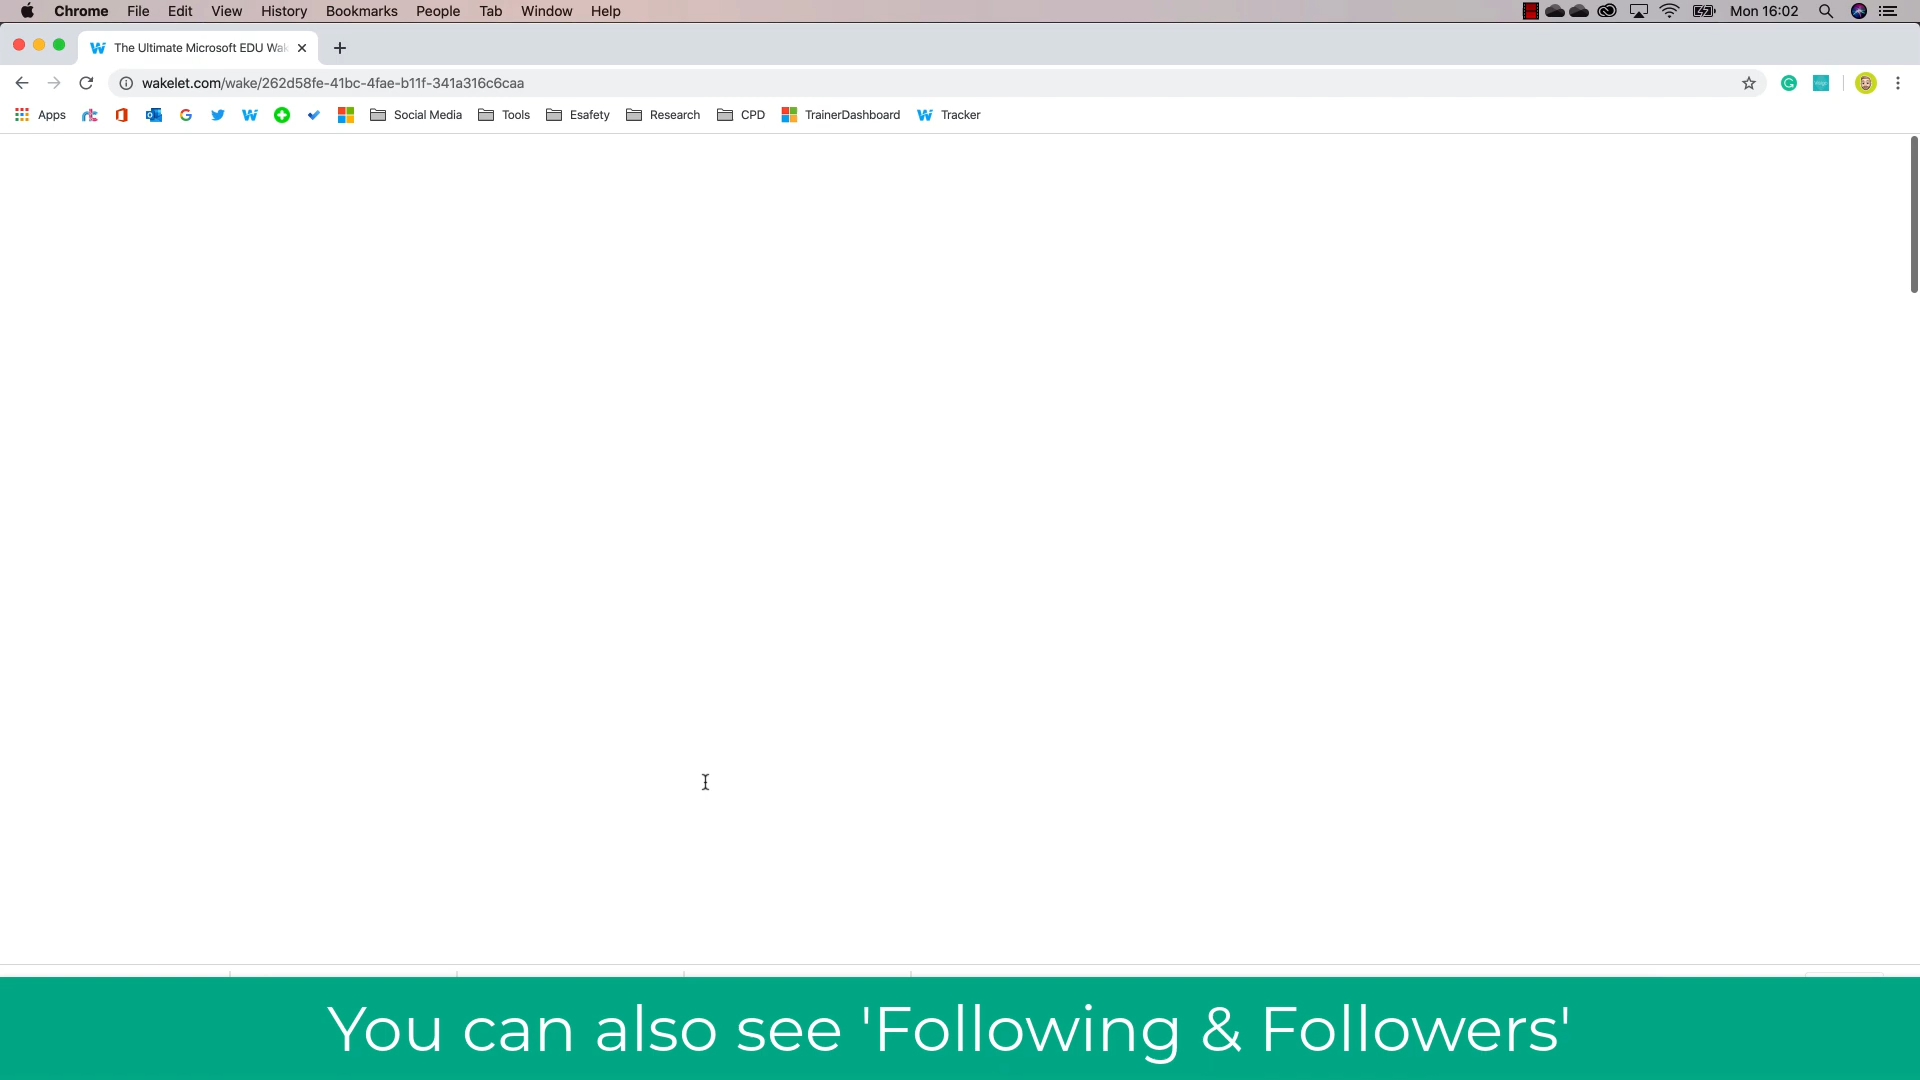 Chrome File Edit View History Bookmarks People Tab Window Help Mon 16:02
The Ultimate Microsoft EDU Wak
wakelet.com/wake/262d58fe-41bc-4fae-b11f-341a316c6caa
Apps Social Media Tools Esafety Research CPD TrainerDashboard Tracker
You can also see 'Following & Followers'